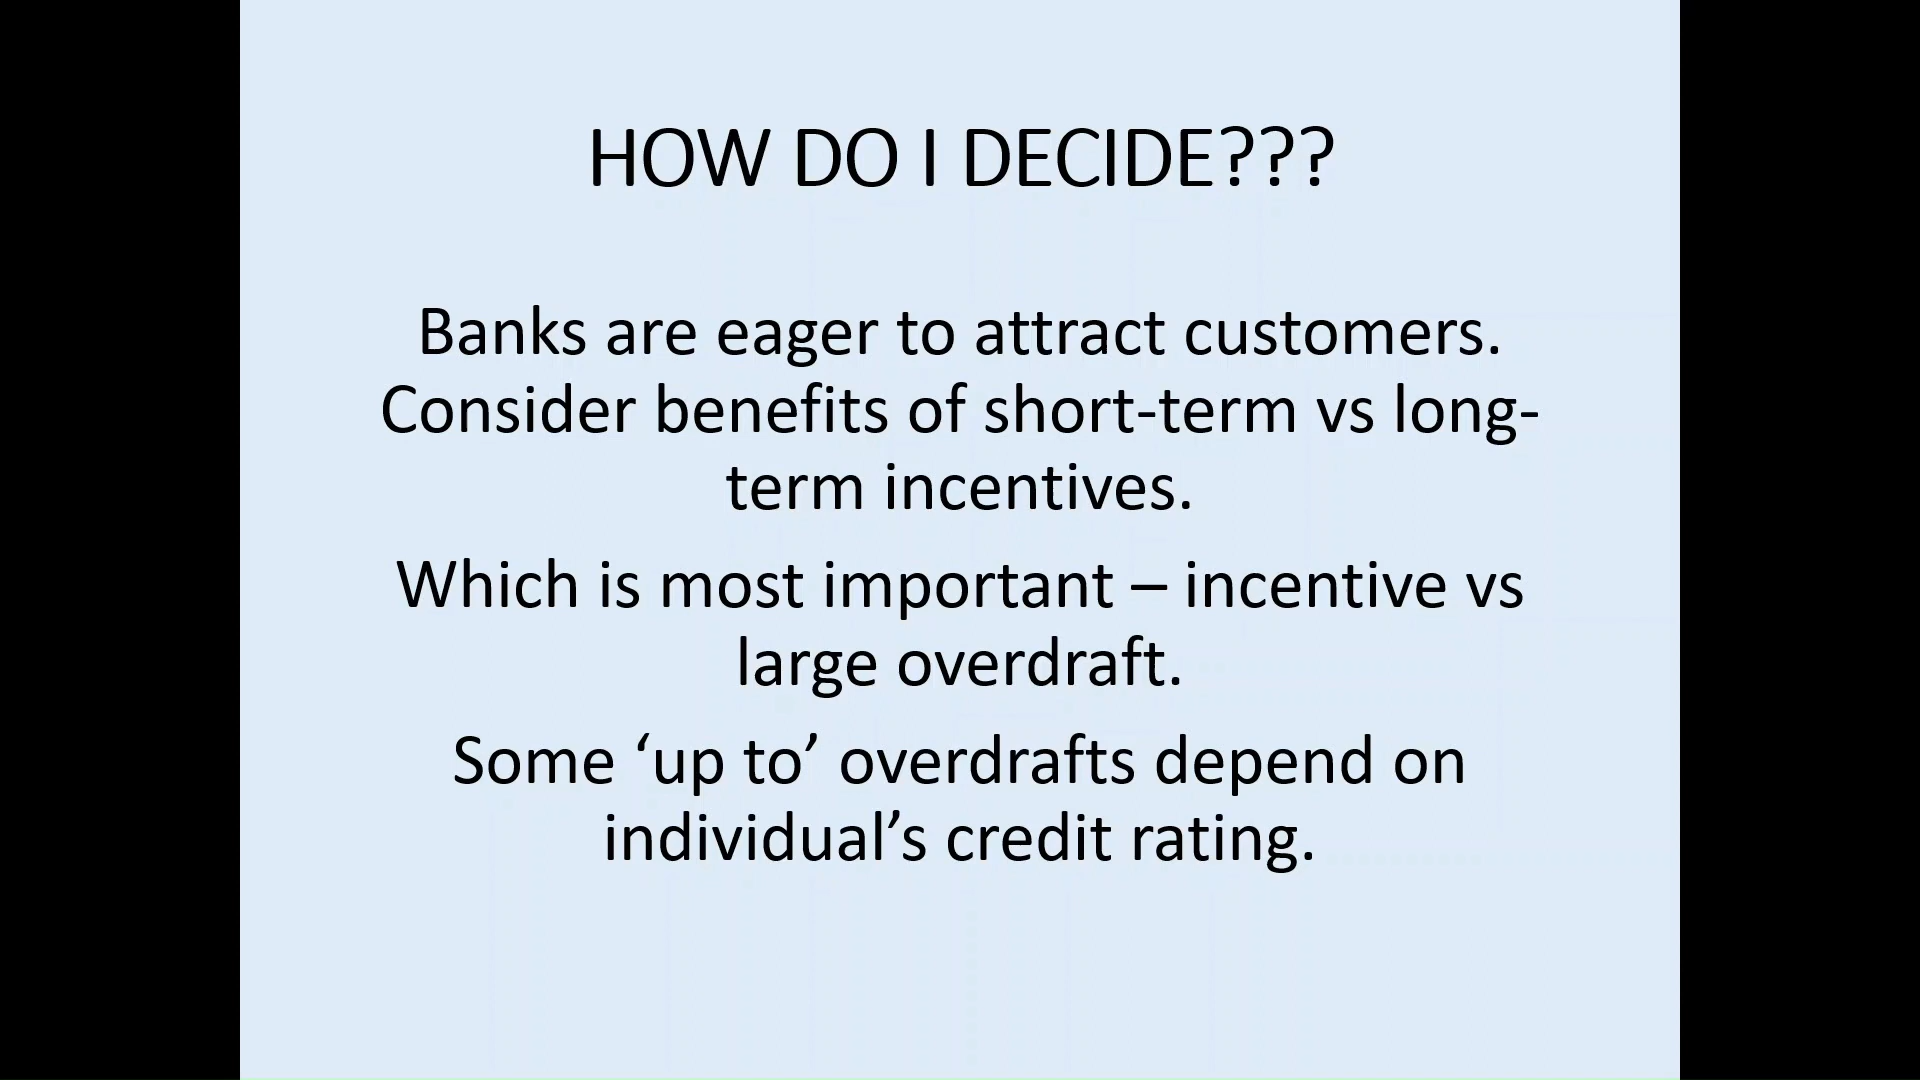 HOW DO I DECIDE???
Banks are eager to attract customers.
Consider benefits of short-term vs long-
term incentives.
Which is most important – incentive vs
large overdraft.
Some ‘up to’ overdrafts depend on
individual’s credit rating.